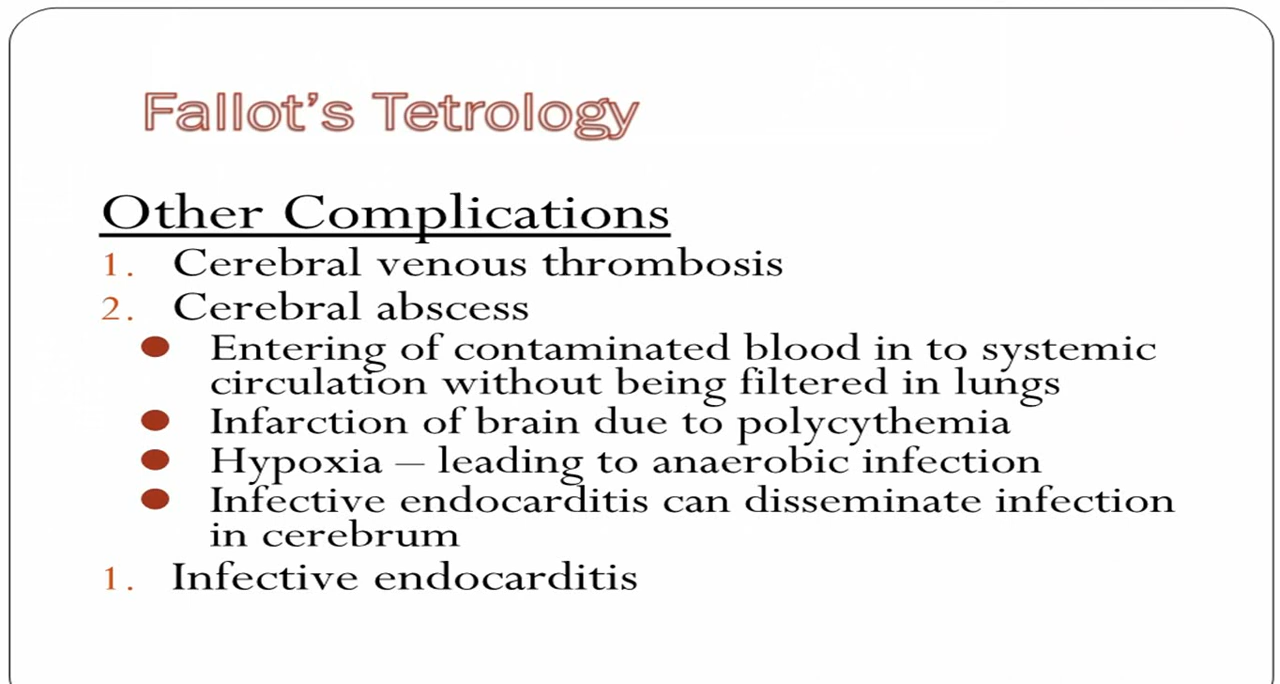 Fallot's Tetrology
Other Complications
1. Cerebral venous thrombosis
2. Cerebral abscess
● Entering of contaminated blood in to systemic
circulation without being filtered in lungs
● Infarction of brain due to polycythemia
● Hypoxia – leading to anaerobic infection
● Infective endocarditis can disseminate infection
in cerebrum
1. Infective endocarditis